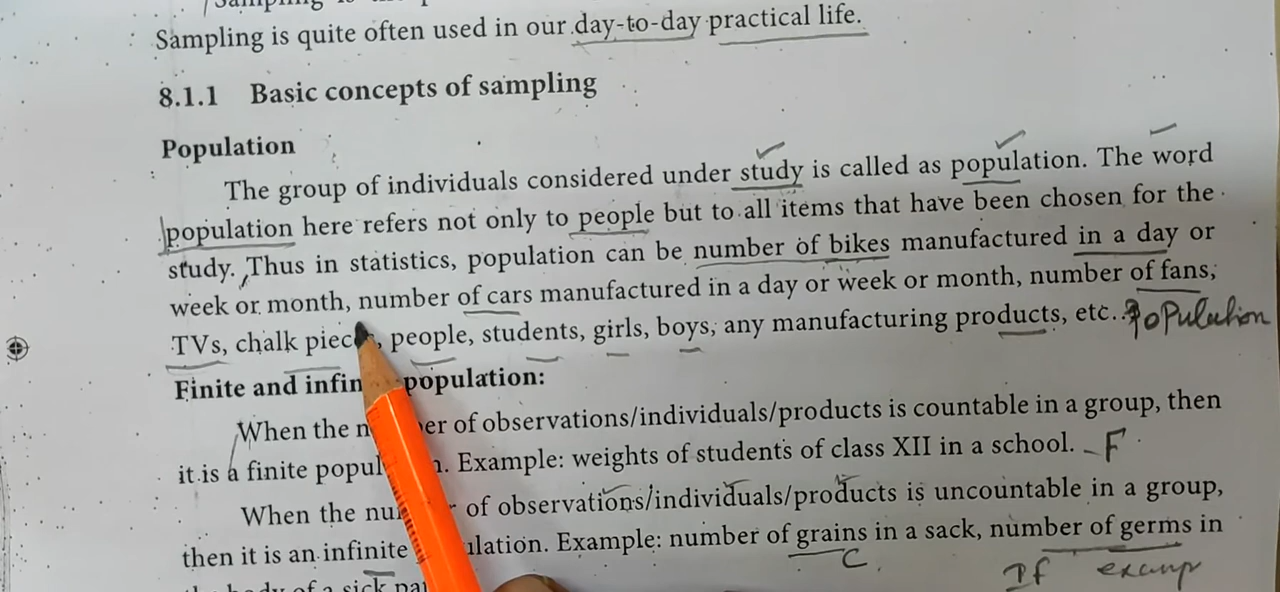 Sampling is quite often used in our day-to-day practical life.
8.1.1 Basic concepts of sampling
Population
The group of individuals considered under study is called as population. The word
population here refers not only to people but to all items that have been chosen for the
study. Thus in statistics, population can be number of bikes manufactured in a day or
week or month, number of cars manufactured in a day or week or month, number of fans,
TVs, chalk people, students, girls, boys, any manufacturing products, etc. Population
Finite and population:
When the of observations/individuals/products is countable in a group, then
it is a finite Example: weights of students of class XII in a school. F
When the of observations/individuals/products is uncountable in a group,
then it is an infinite Example: number of grains in a sack, number of germs in
C
of a sick